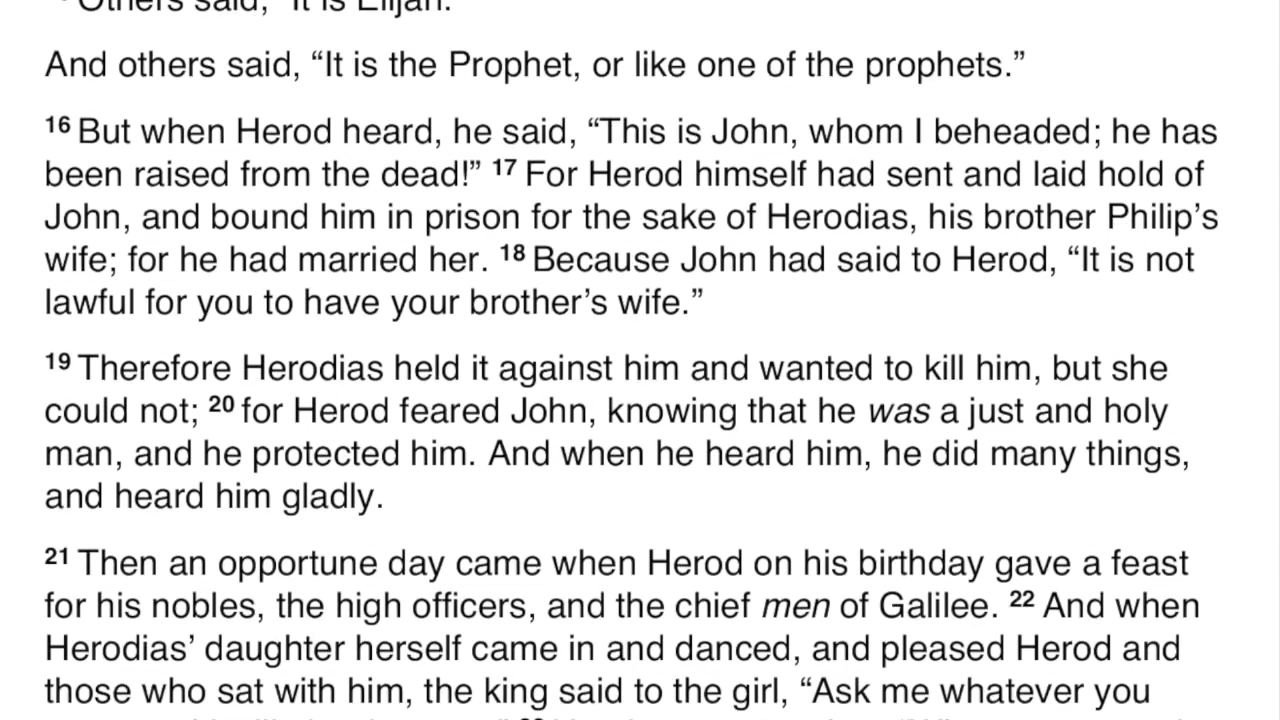 Others said, “It is Elijah.”
And others said, “It is the Prophet, or like one of the prophets.”
16 But when Herod heard, he said, “This is John, whom I beheaded; he has
been raised from the dead!” 17 For Herod himself had sent and laid hold of
John, and bound him in prison for the sake of Herodias, his brother Philip’s
wife; for he had married her. 18 Because John had said to Herod, “It is not
lawful for you to have your brother’s wife.”
19 Therefore Herodias held it against him and wanted to kill him, but she
could not; 20 for Herod feared John, knowing that he was a just and holy
man, and he protected him. And when he heard him, he did many things,
and heard him gladly.
21 Then an opportune day came when Herod on his birthday gave a feast
for his nobles, the high officers, and the chief men of Galilee. 22 And when
Herodias’ daughter herself came in and danced, and pleased Herod and
those who sat with him, the king said to the girl, “Ask me whatever you